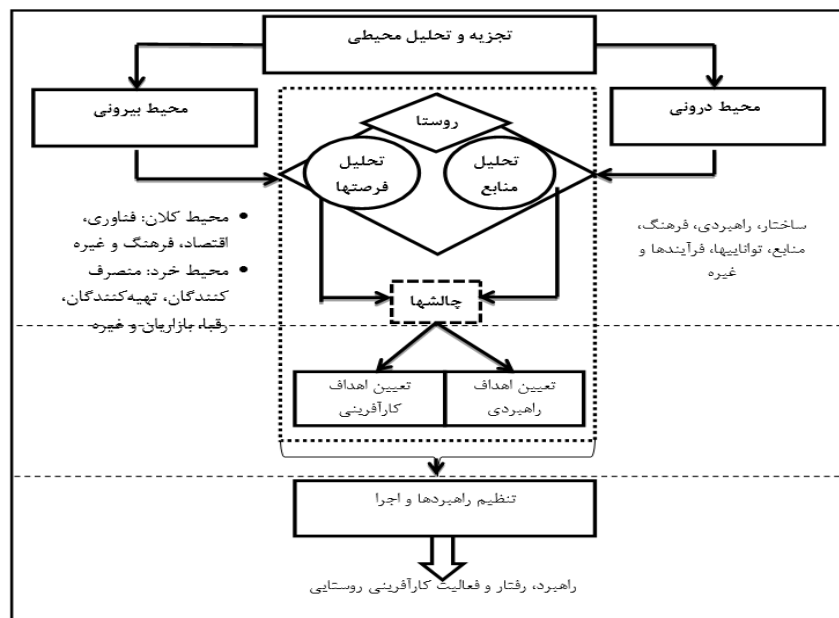 تجزیه و تحلیل محیطی
محیط درونی
محیط بیرونی
روستا
تحلیل
منابع
تحلیل
فرصتها
ساختار، راهبردی، فرهنگ،
منابع، تواناییها، فرآیندها و
غیره
• محیط کلان: فناوری،
اقتصاد، فرهنگ و غیره
• محیط خرد: منصرف
کنندگان، تهیه‌کنندگان،
رقبا، بازاریان و غیره
چالشها
تعیین اهداف
راهبردی
تعیین اهداف
کارآفرینی
تنظیم راهبردها و اجرا
راهبرد، رفتار و فعالیت کارآفرینی روستایی